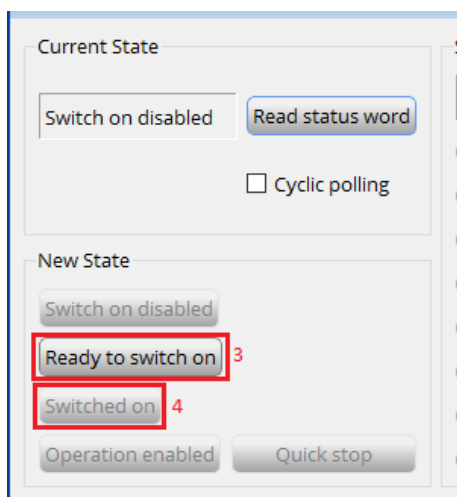 Current State
Switch on disabled
Read status word
Cyclic polling
New State
Switch on disabled
Ready to switch on
3
Switched on
4
Operation enabled
Quick stop